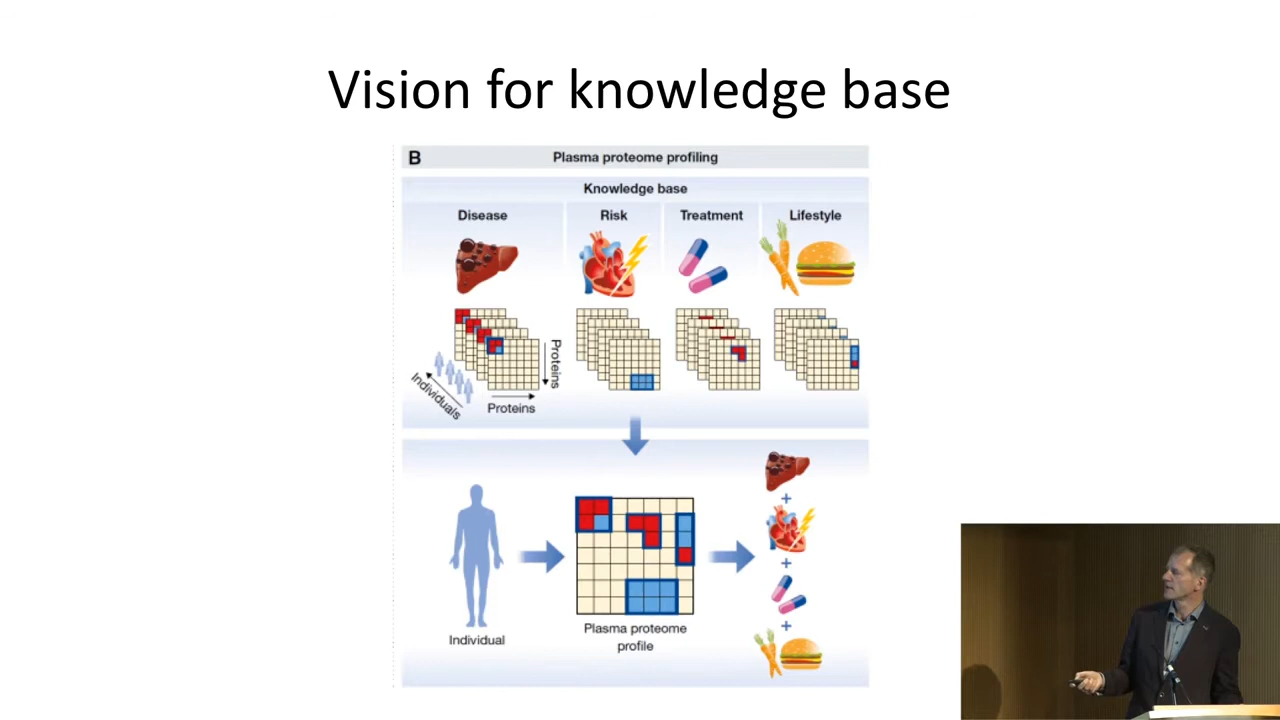 Vision for knowledge base
B
Plasma proteome profiling
Knowledge base
Disease
Risk
Treatment
Lifestyle
Individuals
Proteins
Proteins
+
+
+
Individual
Plasma proteome
profile